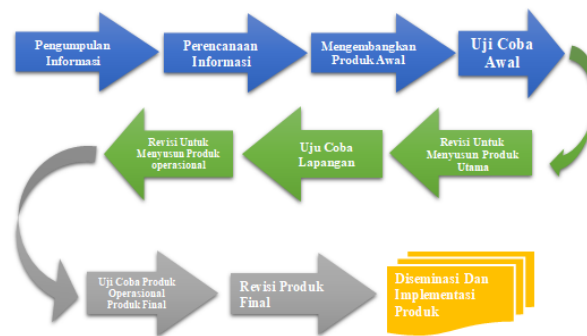 Pengumpulan
Informasi
Perencanaan
Informasi
Mengembangkan
Produk Awal
Uji Coba
Awal
Revisi Untuk
Menyusun Produk
Utama
Uju Coba
Lapangan
Revisi Untuk
Menyusun Produk
operasional
Uji Coba Produk
Operasional
Produk Final
Revisi Produk
Final
Diseminasi Dan
Implementasi
Produk